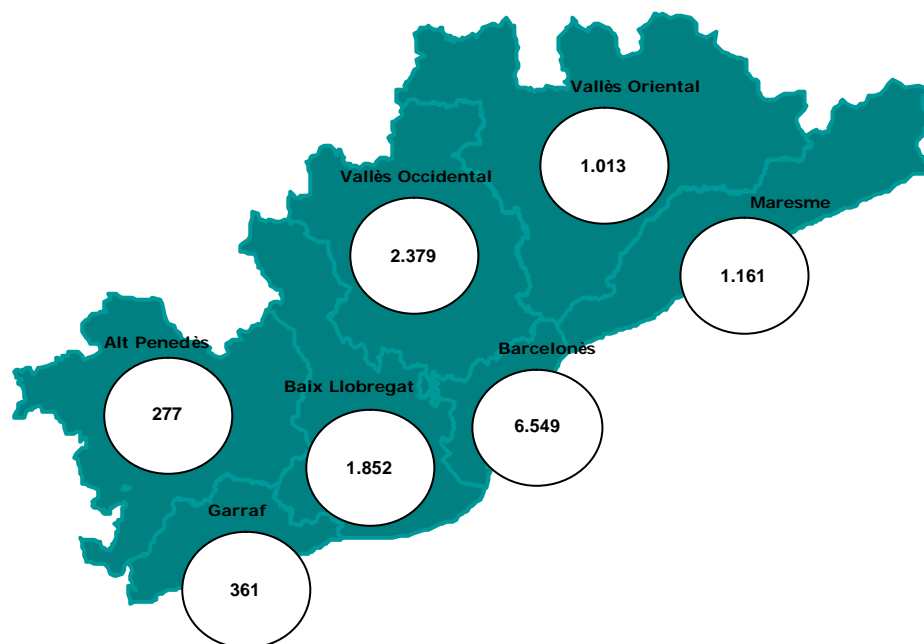 Vallès Oriental
1.013
Vallès Occidental
2.379
Maresme
1.161
Alt Penedès
277
Baix Llobregat
1.852
Barcelonès
6.549
Garraf
361